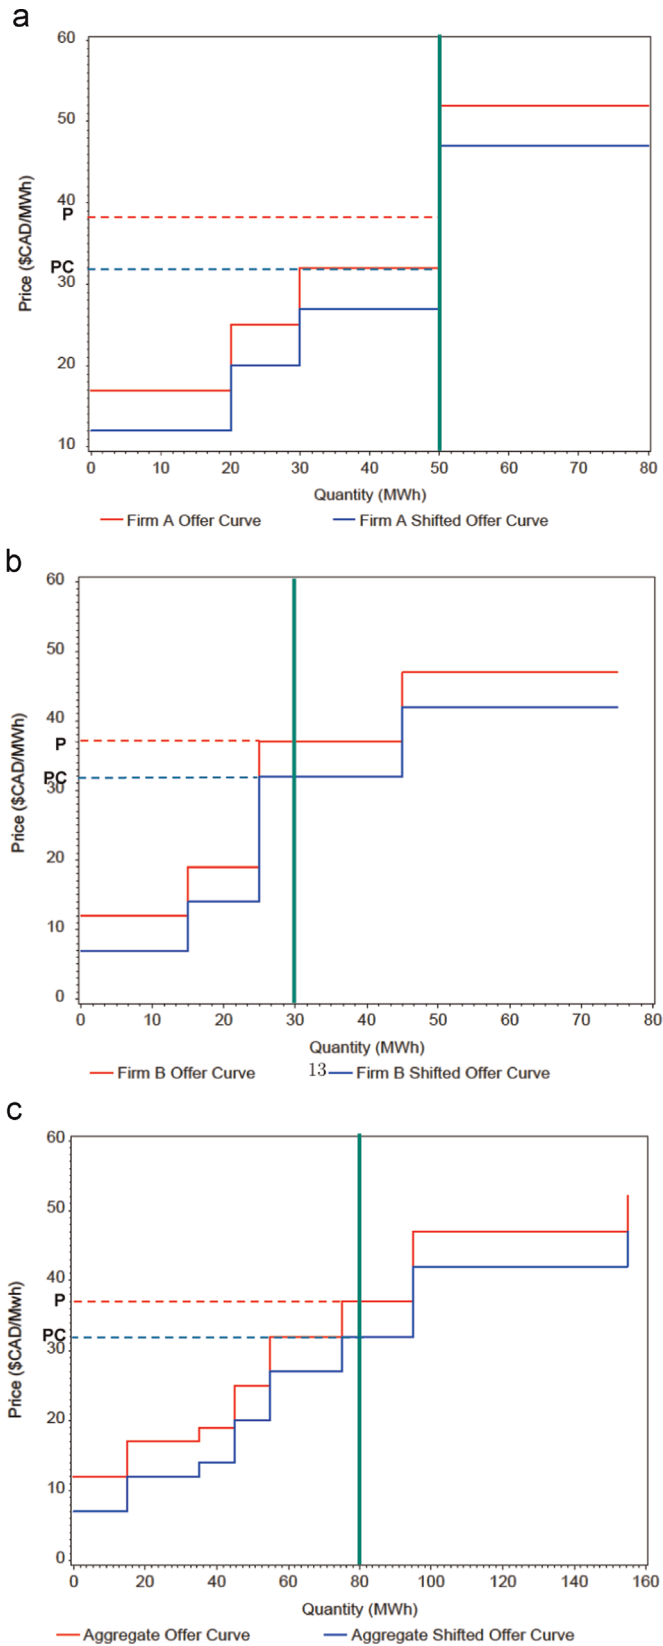 a
60
50
40
P
PC
30
20
10
Price ($CAD/MWh)
0 10 20 30 40 50 60 70 80
Quantity (MWh)
Firm A Offer Curve Firm A Shifted Offer Curve
b
60
50
40
P
PC
30
20
10
0
Price ($CAD/MWh)
0 10 20 30 40 50 60 70 80
Quantity (MWh)
Firm B Offer Curve 13 Firm B Shifted Offer Curve
c
60
50
40
P
PC
30
20
10
0
Price ($CAD/Mwh)
0 20 40 60 80 100 120 140 160
Quantity (MWh)
Aggregate Offer Curve Aggregate Shifted Offer Curve